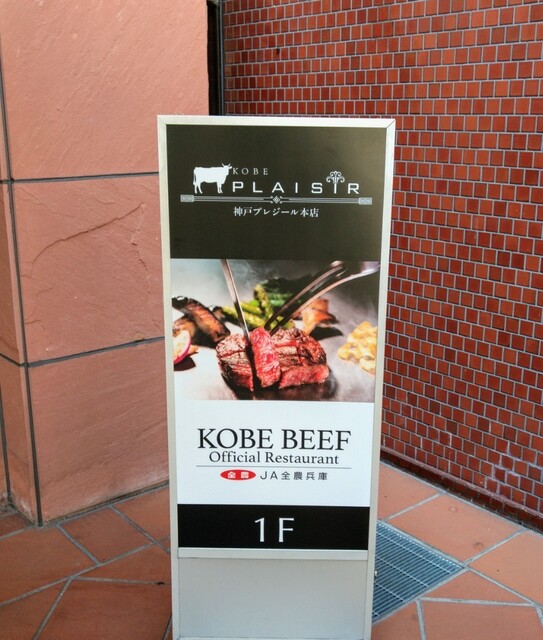 KOBE
PLAISIR
神戸プレジール本店
KOBE BEEF
Official Restaurant
全農 JA全農兵庫
1F